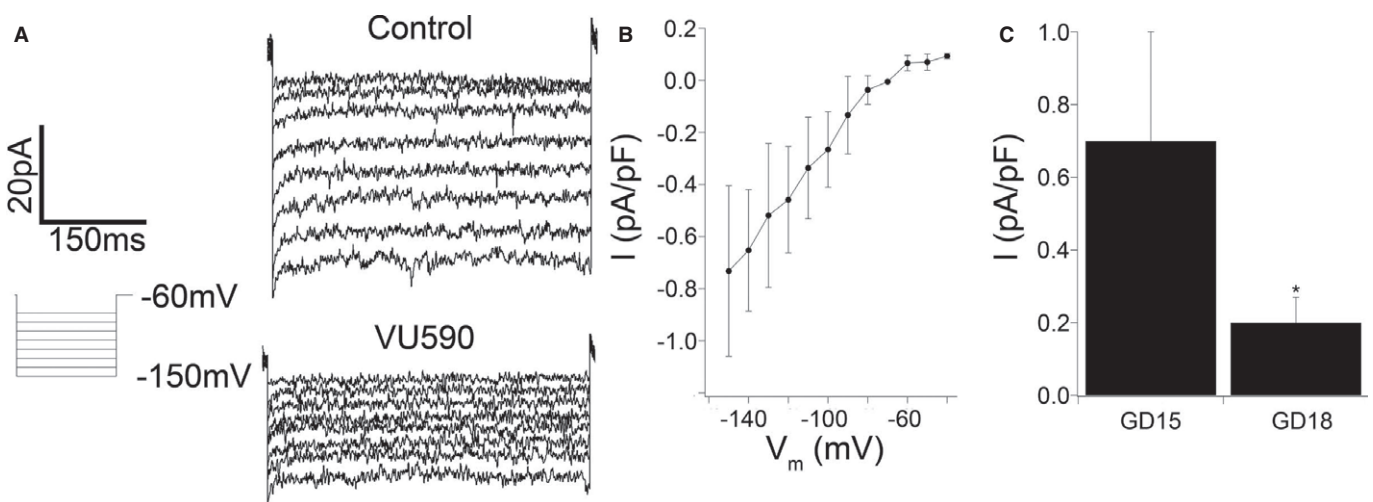 A
Control
20pA
150ms
-60mV
-150mV
VU590
B
0.2
0.0
-0.2
-0.4
-0.6
-0.8
-1.0
I (pA/pF)
-140
-100
-60
Vm (mV)
C
1.0
0.8
0.6
0.4
0.2
0.0
I (pA/pF)
*
GD15
GD18